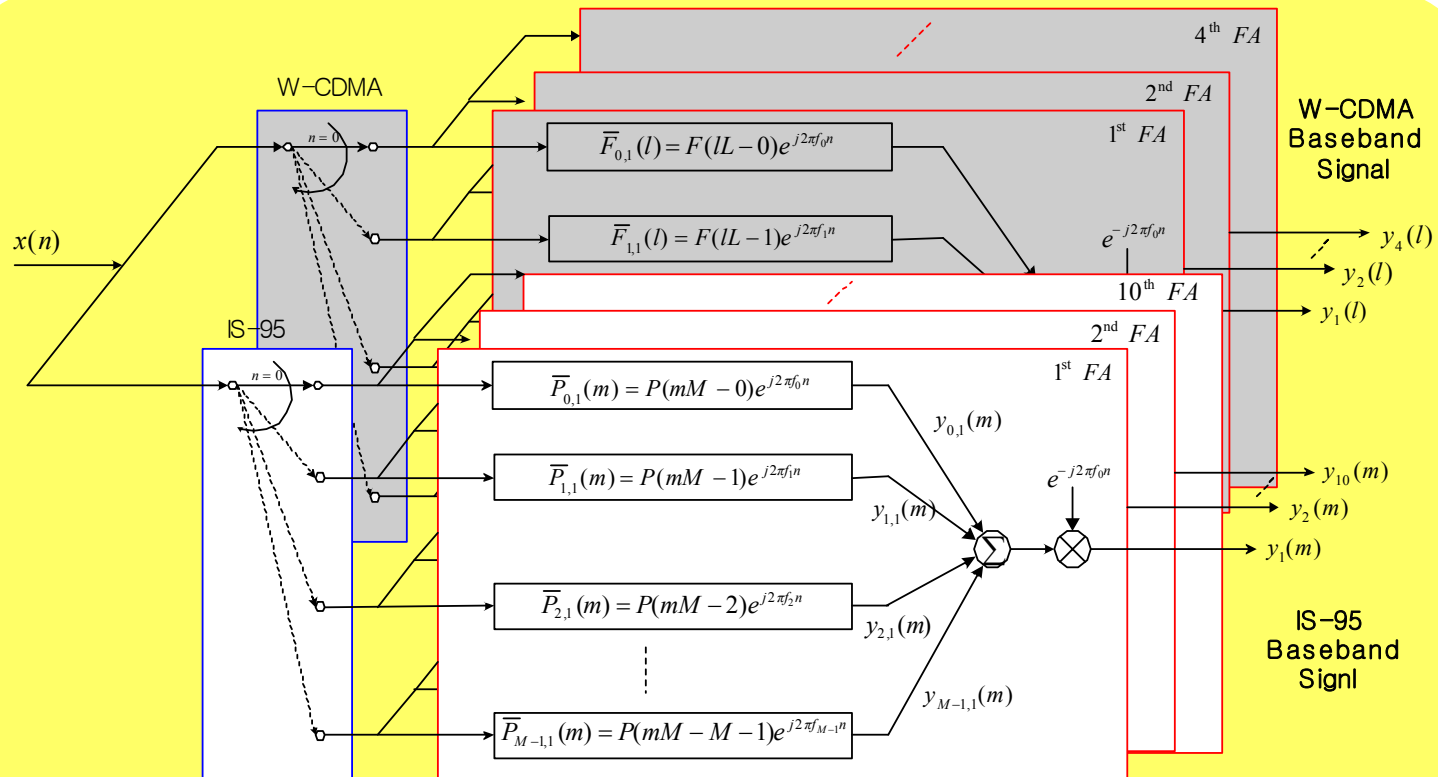 4th FA
W-CDMA
2nd FA
W-CDMA
Baseband
Signal
1st FA
n=0
F̅0,1(l) = F(lL−0)e^{j2πf0n}
x(n)
F̅1,1(l) = F(lL−1)e^{j2πf1n}
e^{−j2πf0n}
y4(l)
y2(l)
10th FA
y1(l)
IS-95
2nd FA
1st FA
n=0
P̅0,1(m) = P(mM−0)e^{j2πf0n}
y0,1(m)
P̅1,1(m) = P(mM−1)e^{j2πf1n}
e^{−j2πf0n}
y10(m)
y1,1(m)
y2(m)
Σ
y1(m)
P̅2,1(m) = P(mM−2)e^{j2πf2n}
y2,1(m)
IS-95
Baseband
Signl
yM−1,1(m)
P̅M−1,1(m) = P(mM−M−1)e^{j2πfM−1n}